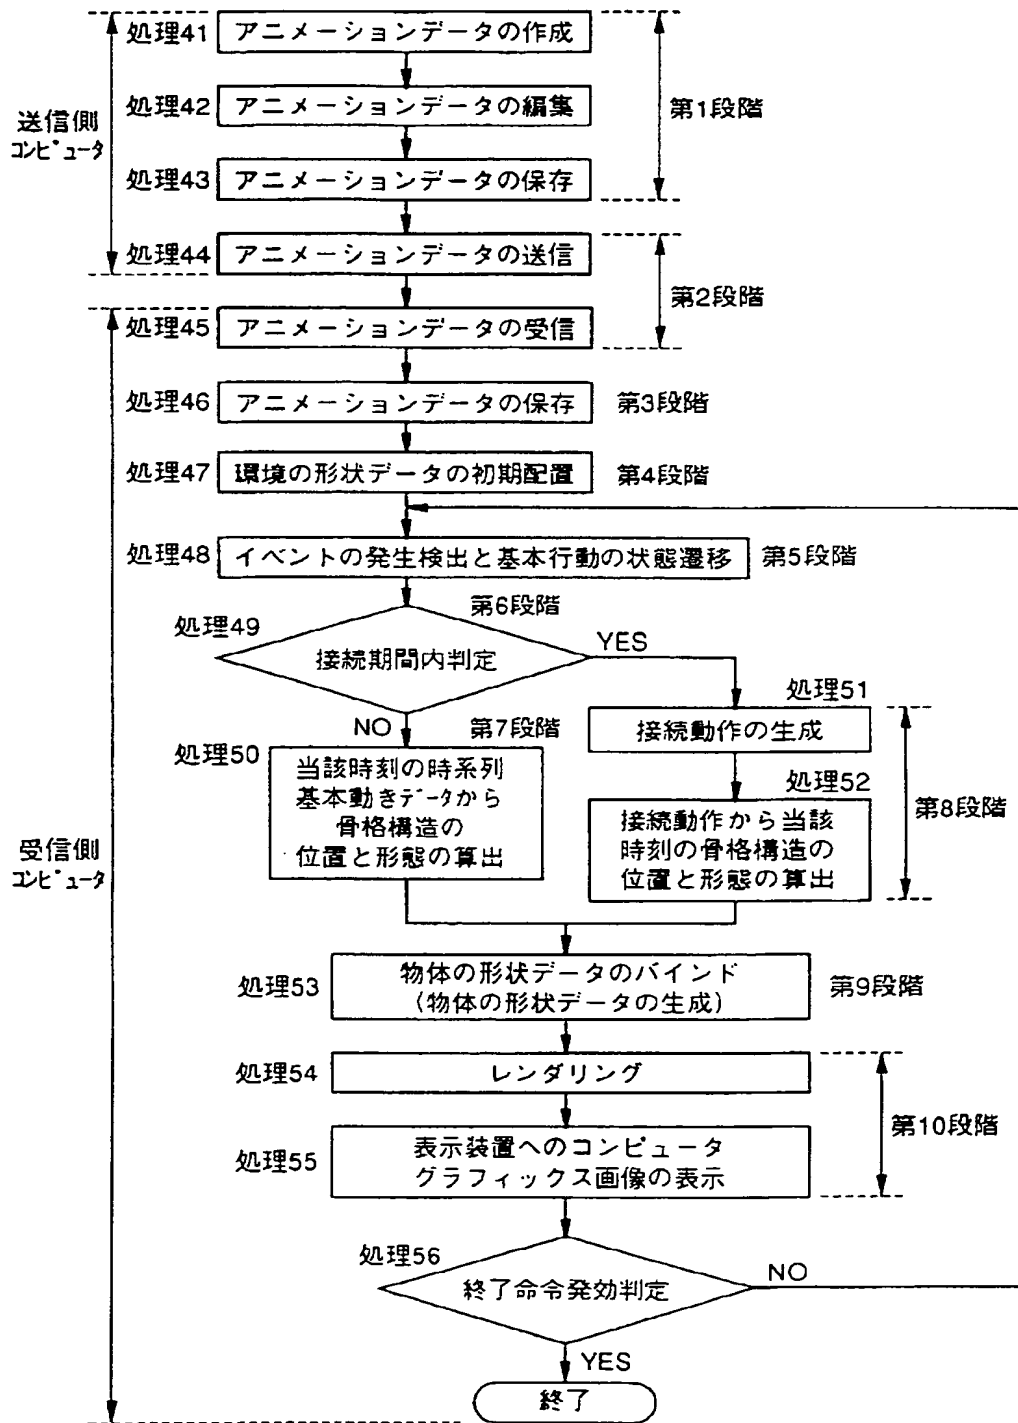 処理41
アニメーションデータの作成
処理42
アニメーションデータの編集
第1段階
送信側
コンピュータ
処理43
アニメーションデータの保存
処理44
アニメーションデータの送信
第2段階
処理45
アニメーションデータの受信
処理46
アニメーションデータの保存
第3段階
処理47
環境の形状データの初期配置
第4段階
処理48
イベントの発生検出と基本行動の状態遷移
第5段階
第6段階
処理49
接続期間内判定
YES
NO
処理51
接続動作の生成
第7段階
処理50
当該時刻の時系列
基本動きデータから
骨格構造の
位置と形態の算出
処理52
接続動作から当該
時刻の骨格構造の
位置と形態の算出
第8段階
受信側
コンピュータ
処理53
物体の形状データのバインド
(物体の形状データの生成)
第9段階
処理54
レンダリング
第10段階
処理55
表示装置へのコンピュータ
グラフィックス画像の表示
処理56
終了命令発効判定
NO
YES
終了